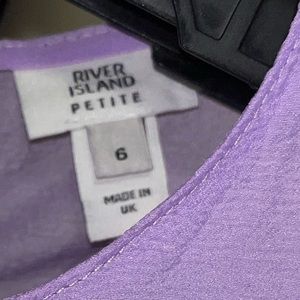 RIVER
ISLAND
PETITE
6
MADE IN
UK